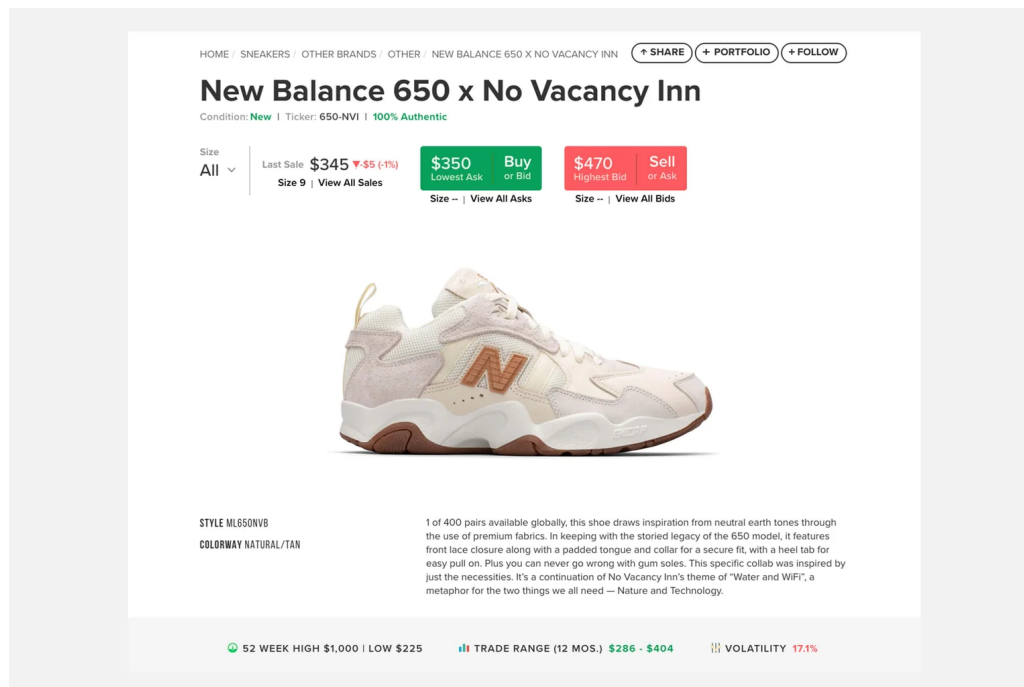 HOME / SNEAKERS / OTHER BRANDS / OTHER / NEW BALANCE 650 X NO VACANCY INN
↑ SHARE
+ PORTFOLIO
+ FOLLOW
New Balance 650 x No Vacancy Inn
Condition: New | Ticker: 650-NVI | 100% Authentic
Size
All
Last Sale $345 ▼-$5 (-1%)
Size 9 | View All Sales
$350 Buy
Lowest Ask or Bid
Size -- | View All Asks
$470 Sell
Highest Bid or Ask
Size -- | View All Bids
N
STYLE ML650NVB
COLORWAY NATURAL/TAN
1 of 400 pairs available globally, this shoe draws inspiration from neutral earth tones through
the use of premium fabrics. In keeping with the storied legacy of the 650 model, it features
front lace closure along with a padded tongue and collar for a secure fit, with a heel tab for
easy pull on. Plus you can never go wrong with gum soles. This specific collab was inspired by
just the necessities. It's a continuation of No Vacancy Inn's theme of "Water and WiFi", a
metaphor for the two things we all need — Nature and Technology.
52 WEEK HIGH $1,000 | LOW $225
TRADE RANGE (12 MOS.) $286 - $404
VOLATILITY 17.1%